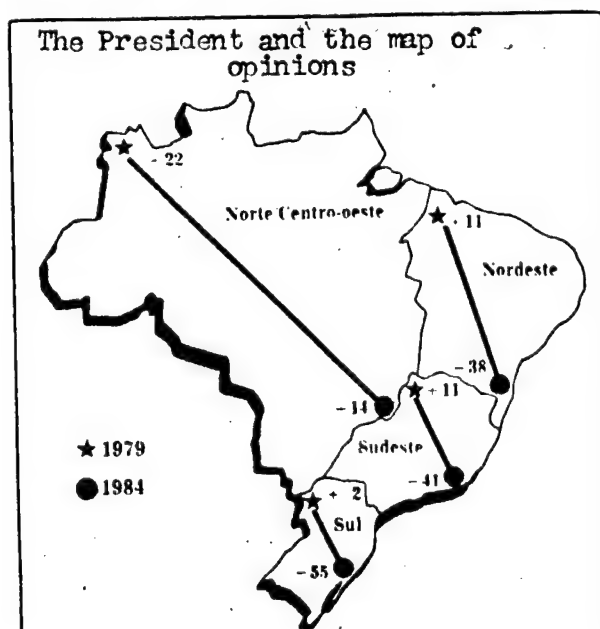 The President and the map of
opinions
- 22
Norte Centro-oeste
· 11
Nordeste
- 38
- 14
+ 11
Sudeste
★ 1979
● 1984
- 41
+ 2
Sul
- 55